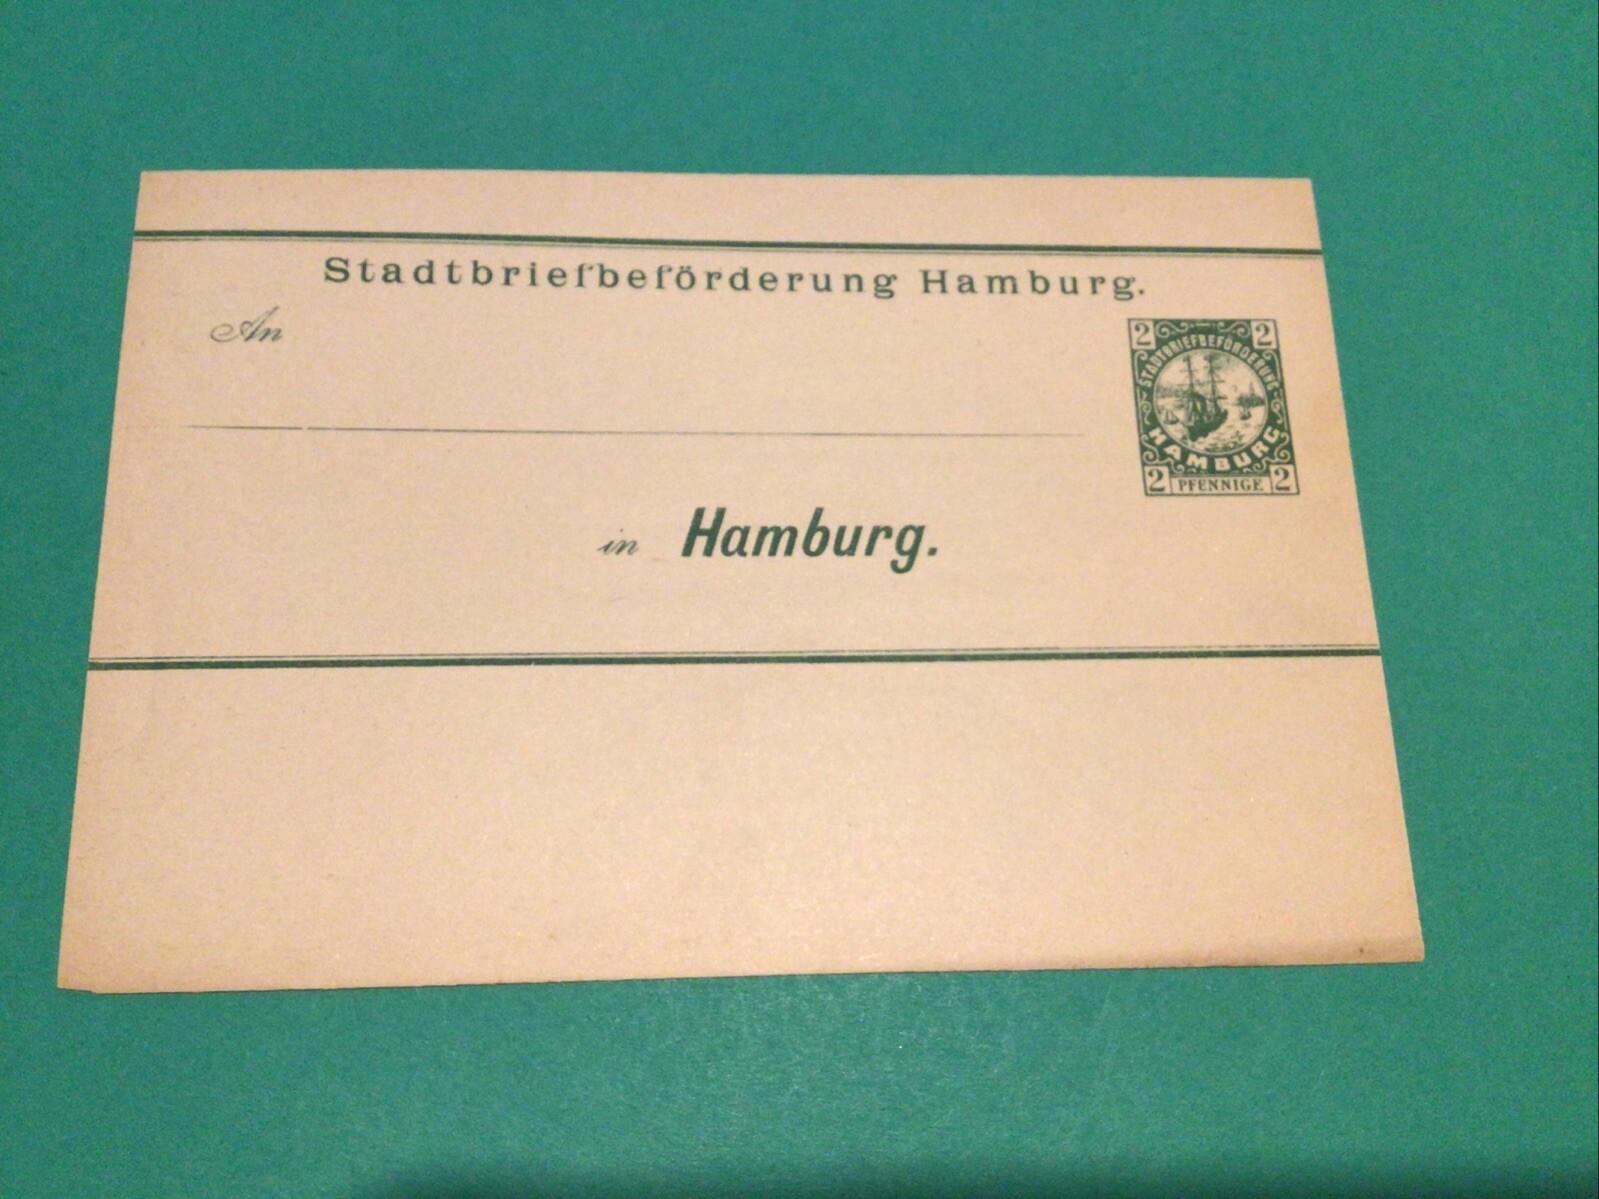 Stadtbriefbeförderung Hamburg.
An
2 2
STADTBRIEFBEFÖRDERUNG
HAMBURG
2 PFENNIGE 2
in Hamburg.